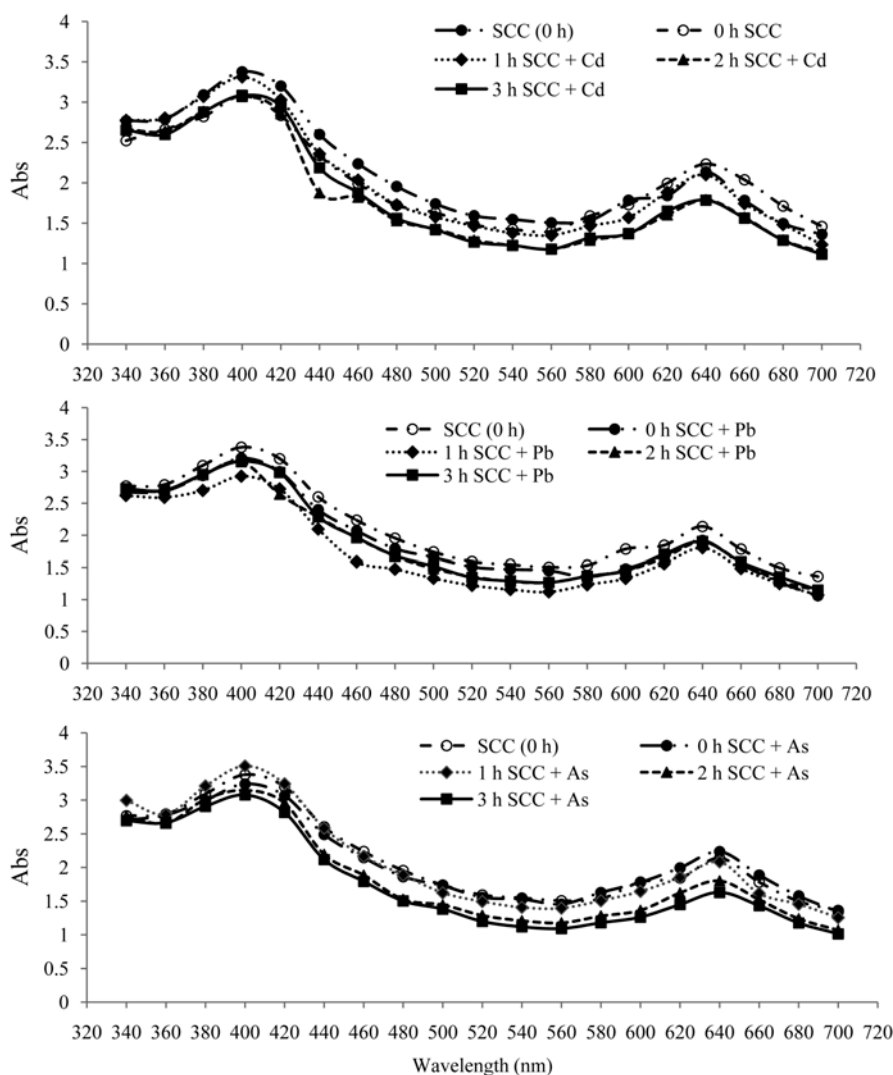 SCC (0 h) 0 h SCC
1 h SCC + Cd 2 h SCC + Cd
3 h SCC + Cd
4
3.5
3
2.5
2
1.5
1
0.5
0
Abs
320 340 360 380 400 420 440 460 480 500 520 540 560 580 600 620 640 660 680 700 720
SCC (0 h) 0 h SCC + Pb
1 h SCC + Pb 2 h SCC + Pb
3 h SCC + Pb
4
3.5
3
2.5
2
1.5
1
0.5
0
Abs
320 340 360 380 400 420 440 460 480 500 520 540 560 580 600 620 640 660 680 700 720
SCC (0 h) 0 h SCC + As
1 h SCC + As 2 h SCC + As
3 h SCC + As
4
3.5
3
2.5
2
1.5
1
0.5
0
Abs
320 340 360 380 400 420 440 460 480 500 520 540 560 580 600 620 640 660 680 700 720
Wavelength (nm)